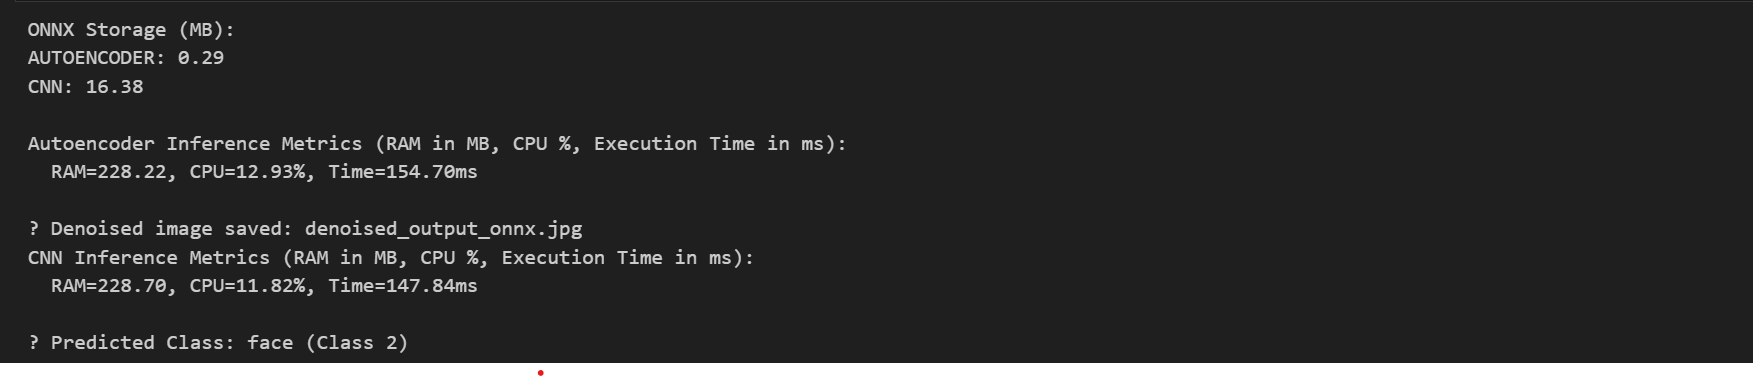 ONNX Storage (MB):
AUTOENCODER: 0.29
CNN: 16.38
Autoencoder Inference Metrics (RAM in MB, CPU %, Execution Time in ms):
RAM=228.22, CPU=12.93%, Time=154.70ms
? Denoised image saved: denoised_output_onnx.jpg
CNN Inference Metrics (RAM in MB, CPU %, Execution Time in ms):
RAM=228.70, CPU=11.82%, Time=147.84ms
? Predicted Class: face (Class 2)